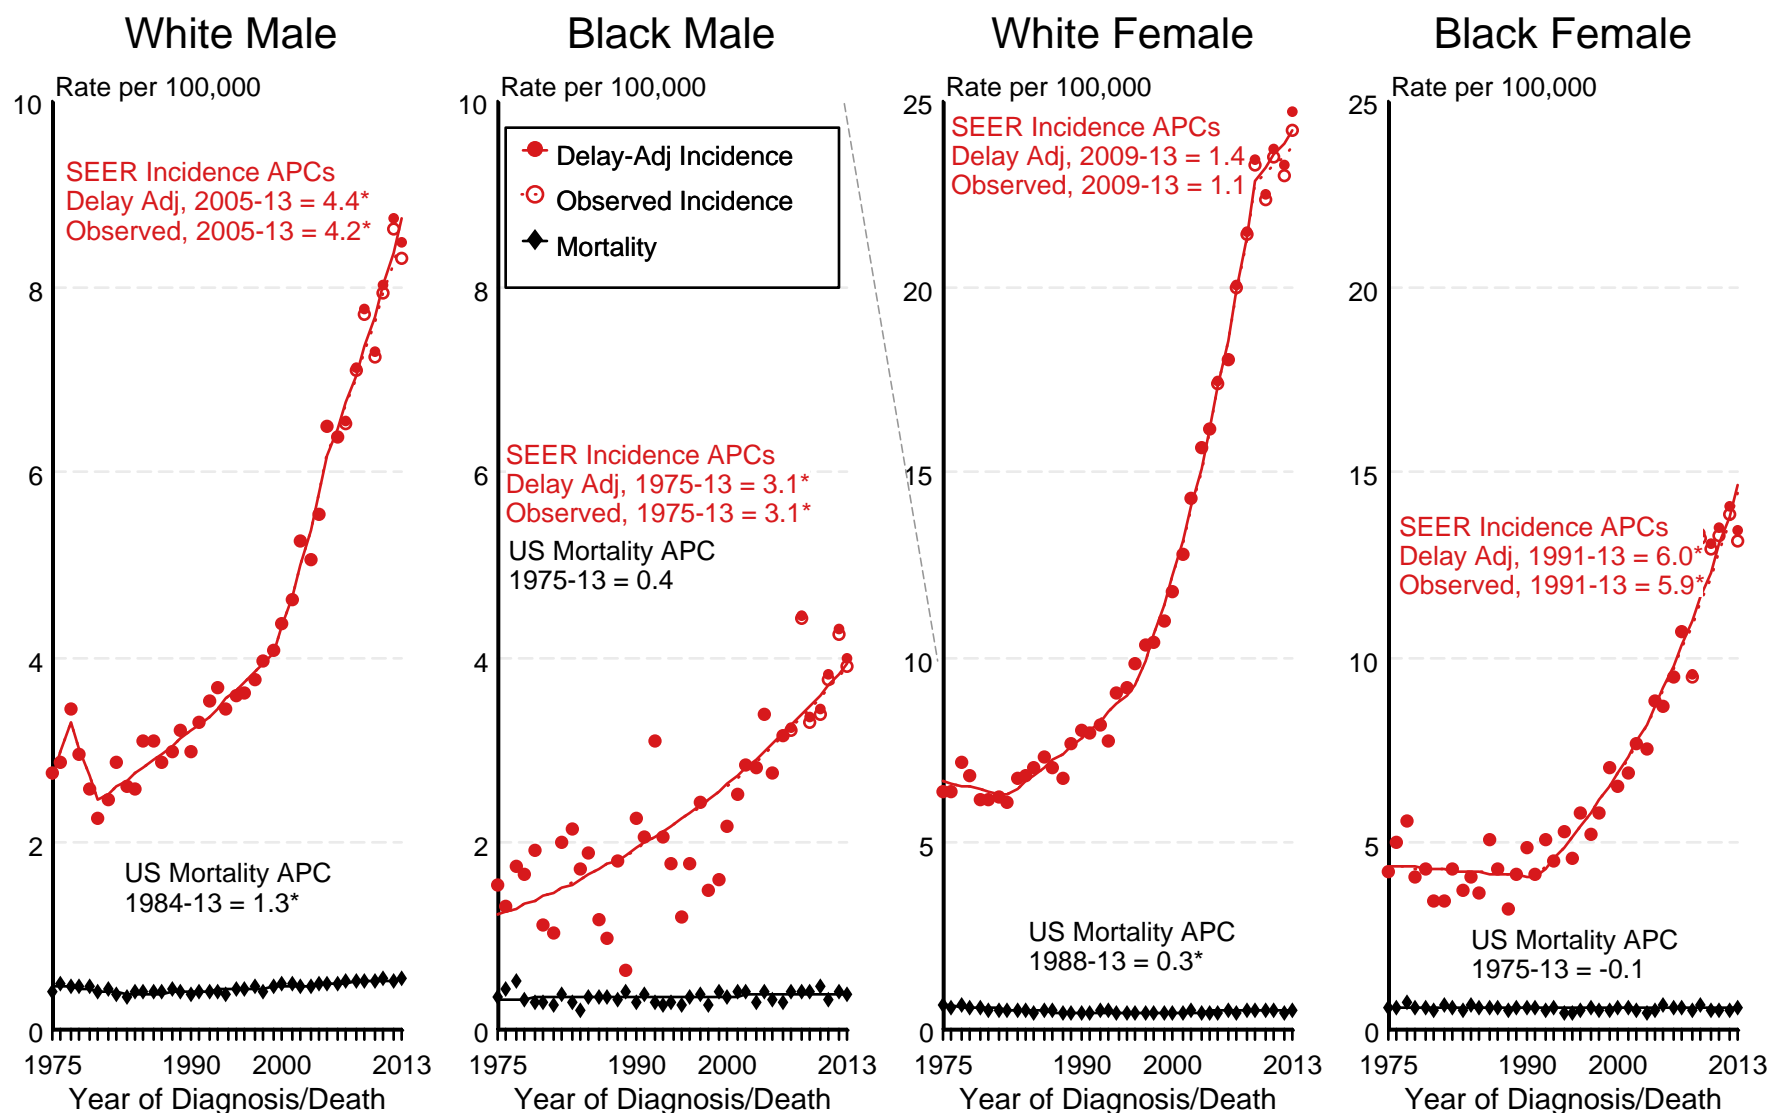 White Male
Rate per 100,000
10
8
6
4
2
0
SEER Incidence APCs
Delay Adj, 2005-13 = 4.4*
Observed, 2005-13 = 4.2*
US Mortality APC
1984-13 = 1.3*
1975 1990 2000 2013
Year of Diagnosis/Death
Black Male
Rate per 100,000
10
8
6
4
2
0
Delay-Adj Incidence
Observed Incidence
Mortality
SEER Incidence APCs
Delay Adj, 1975-13 = 3.1*
Observed, 1975-13 = 3.1*
US Mortality APC
1975-13 = 0.4
1975 1990 2000 2013
Year of Diagnosis/Death
White Female
Rate per 100,000
25
20
15
10
5
0
SEER Incidence APCs
Delay Adj, 2009-13 = 1.4
Observed, 2009-13 = 1.1
US Mortality APC
1988-13 = 0.3*
1975 1990 2000 2013
Year of Diagnosis/Death
Black Female
Rate per 100,000
25
20
15
10
5
0
SEER Incidence APCs
Delay Adj, 1991-13 = 6.0*
Observed, 1991-13 = 5.9*
US Mortality APC
1975-13 = -0.1
1975 1990 2000 2013
Year of Diagnosis/Death